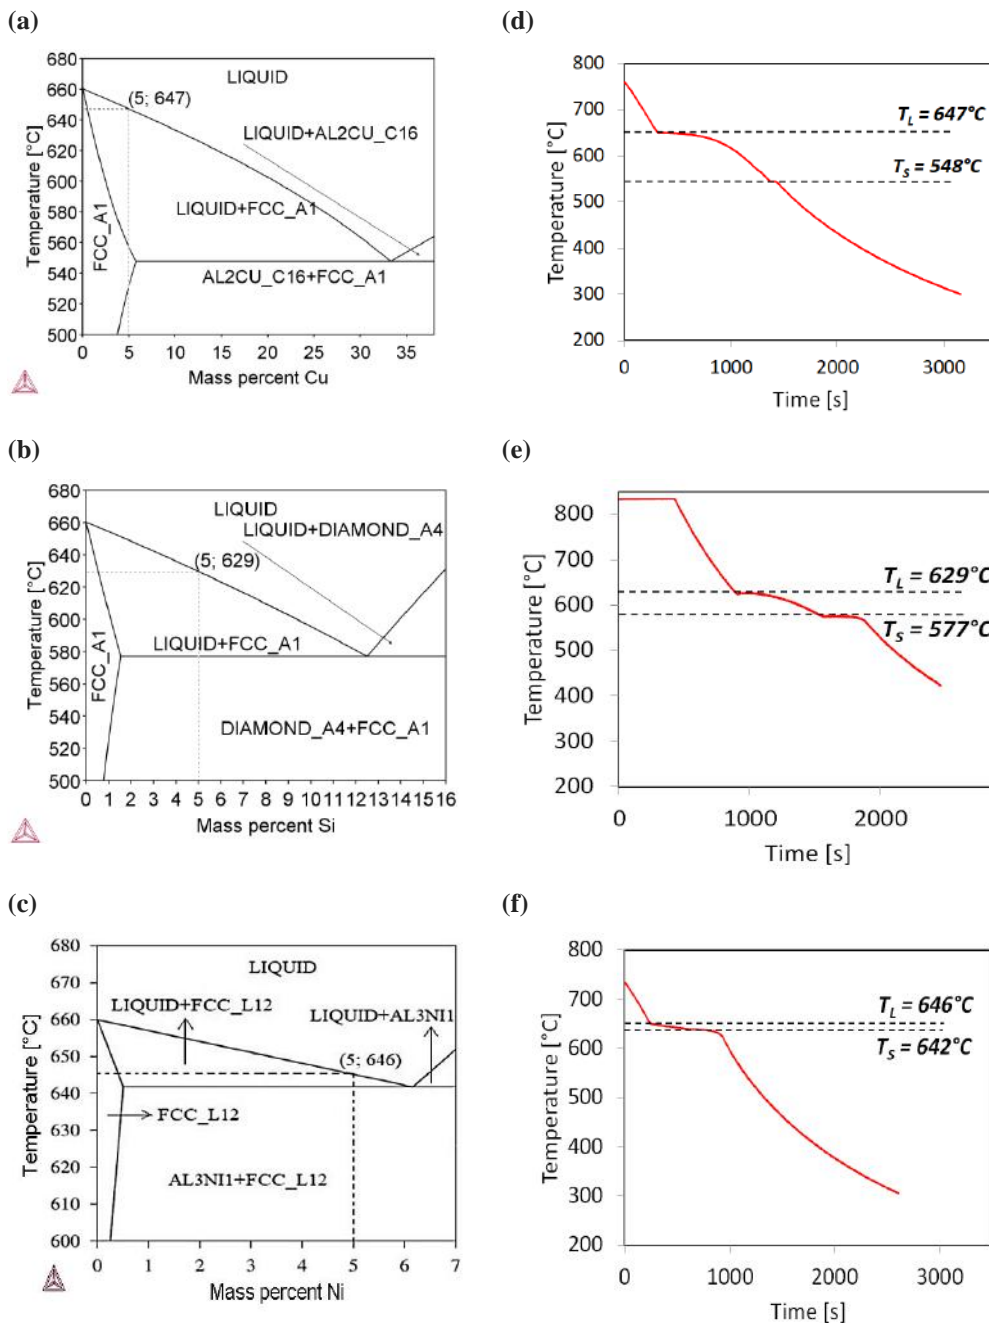 (a)
680
660
640
620
600
580
560
540
520
500
Temperature [°C]
LIQUID
(5; 647)
LIQUID+AL2CU_C16
LIQUID+FCC_A1
FCC_A1
AL2CU_C16+FCC_A1
0 5 10 15 20 25 30 35
Mass percent Cu
(d)
800
700
600
500
400
300
200
Temperature [°C]
T_L = 647°C
T_S = 548°C
0 1000 2000 3000
Time [s]
(b)
680
660
640
620
600
580
560
540
520
500
Temperature [°C]
LIQUID
LIQUID+DIAMOND_A4
(5; 629)
FCC_A1
LIQUID+FCC_A1
DIAMOND_A4+FCC_A1
0 1 2 3 4 5 6 7 8 9 10 11 12 13 14 15 16
Mass percent Si
(e)
800
700
600
500
400
300
200
Temperature [°C]
T_L = 629°C
T_S = 577°C
0 1000 2000
Time [s]
(c)
680
670
660
650
640
630
620
610
600
Temperature [°C]
LIQUID
LIQUID+FCC_L12
LIQUID+AL3NI1
(5; 646)
FCC_L12
AL3NI1+FCC_L12
0 1 2 3 4 5 6 7
Mass percent Ni
(f)
800
700
600
500
400
300
200
Temperature [°C]
T_L = 646°C
T_S = 642°C
0 1000 2000 3000
Time [s]